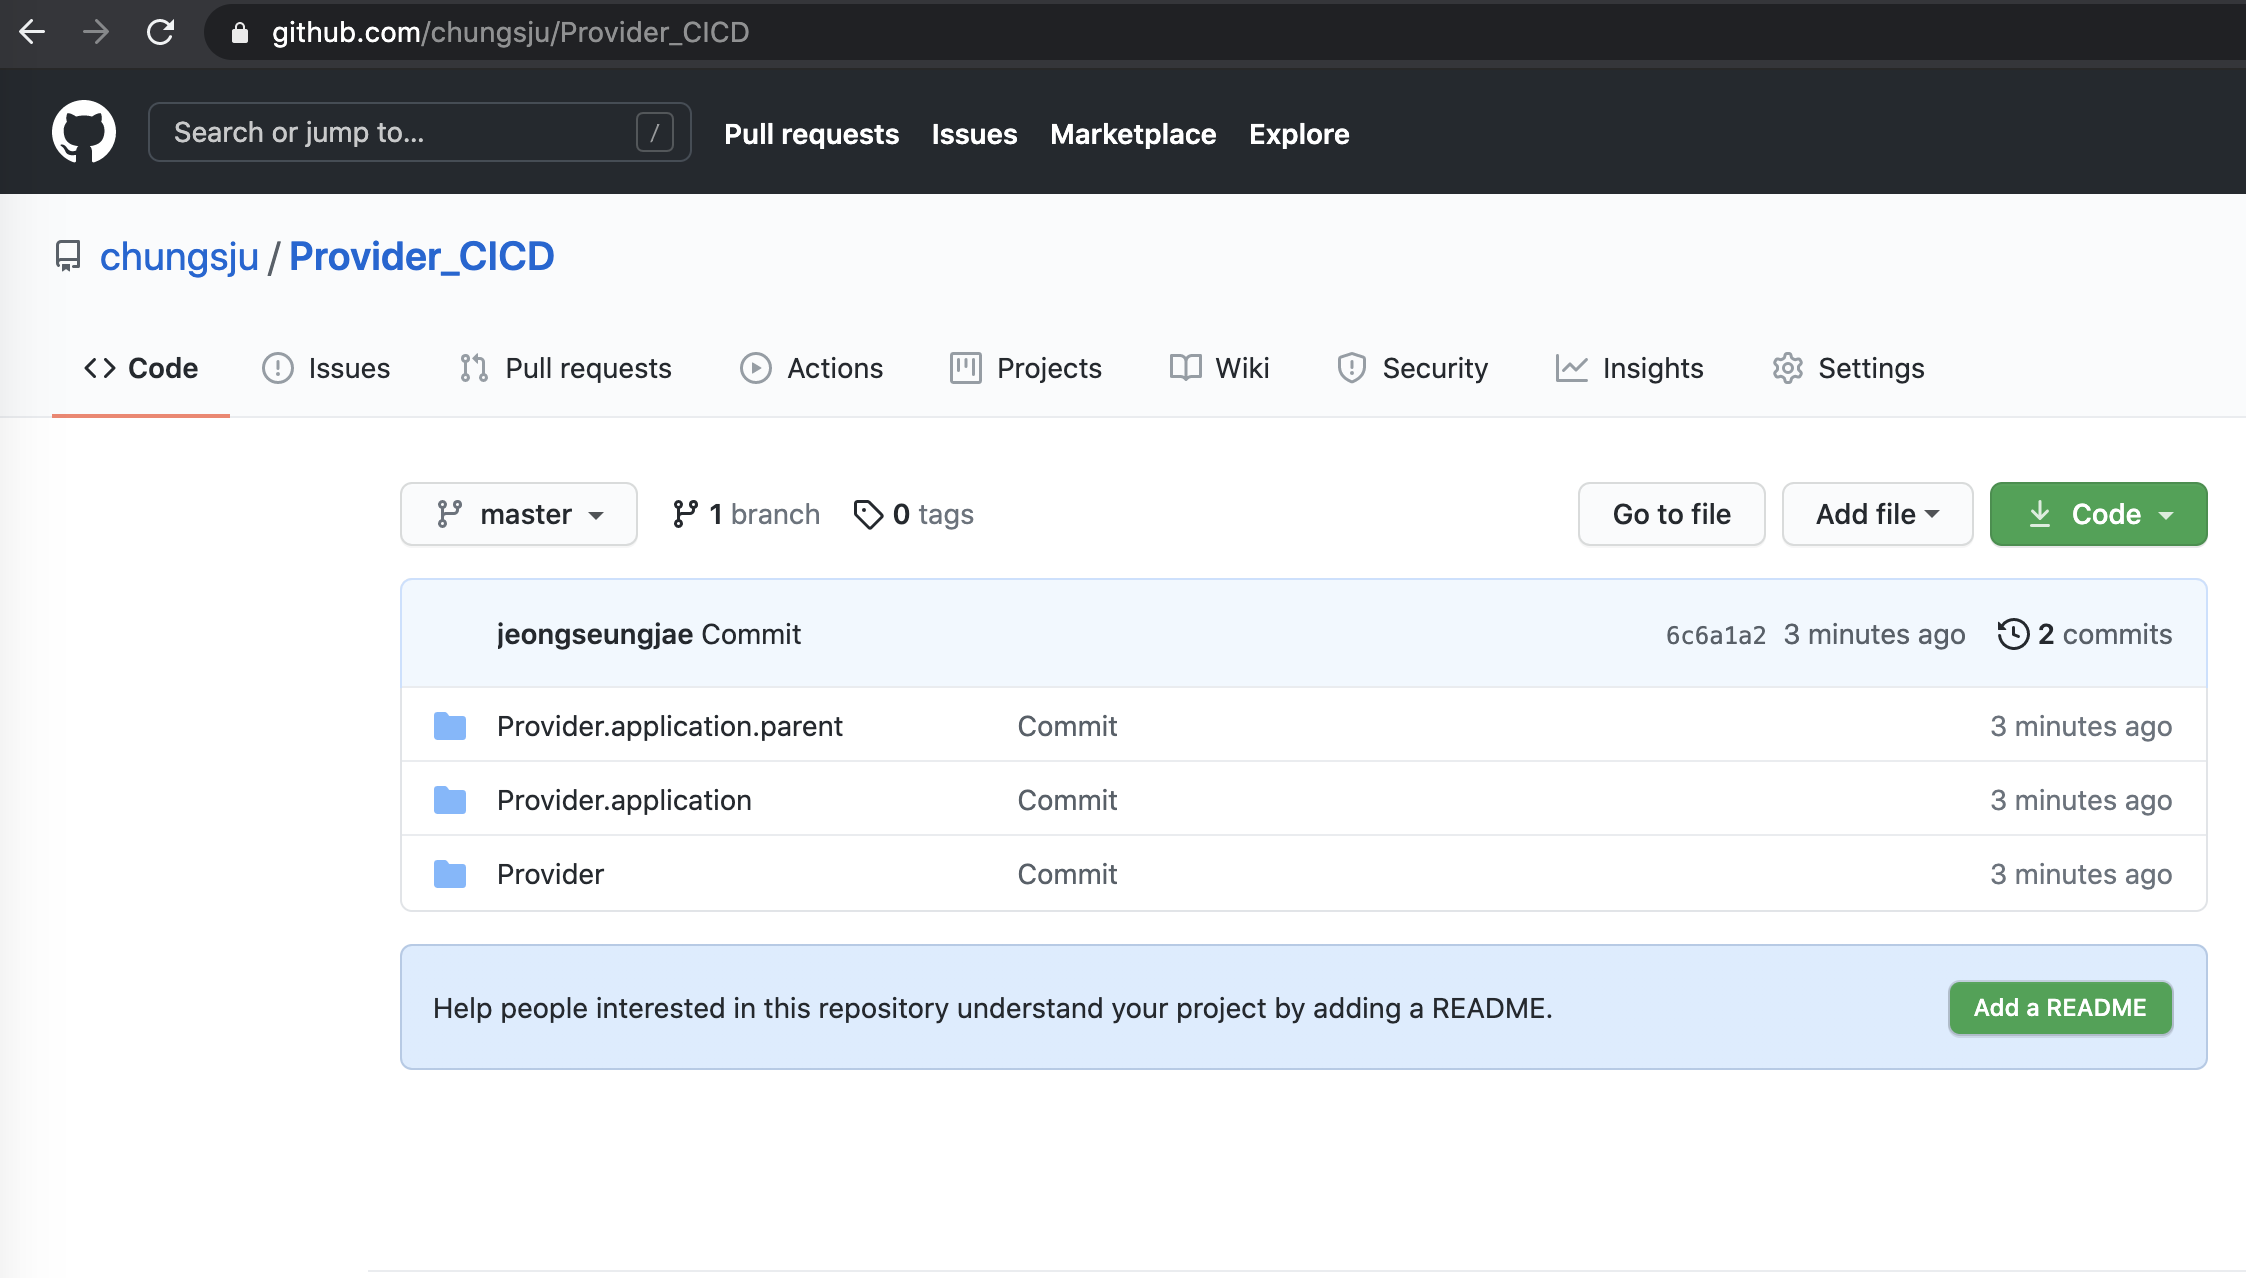 github.com/chungsju/Provider_CICD
Search or jump to... /
Pull requests Issues Marketplace Explore
chungsju / Provider_CICD
Code Issues Pull requests Actions Projects Wiki Security Insights Settings
master 1 branch 0 tags Go to file Add file Code
jeongseungjae Commit 6c6a1a2 3 minutes ago 2 commits
Provider.application.parent Commit 3 minutes ago
Provider.application Commit 3 minutes ago
Provider Commit 3 minutes ago
Help people interested in this repository understand your project by adding a README. Add a README